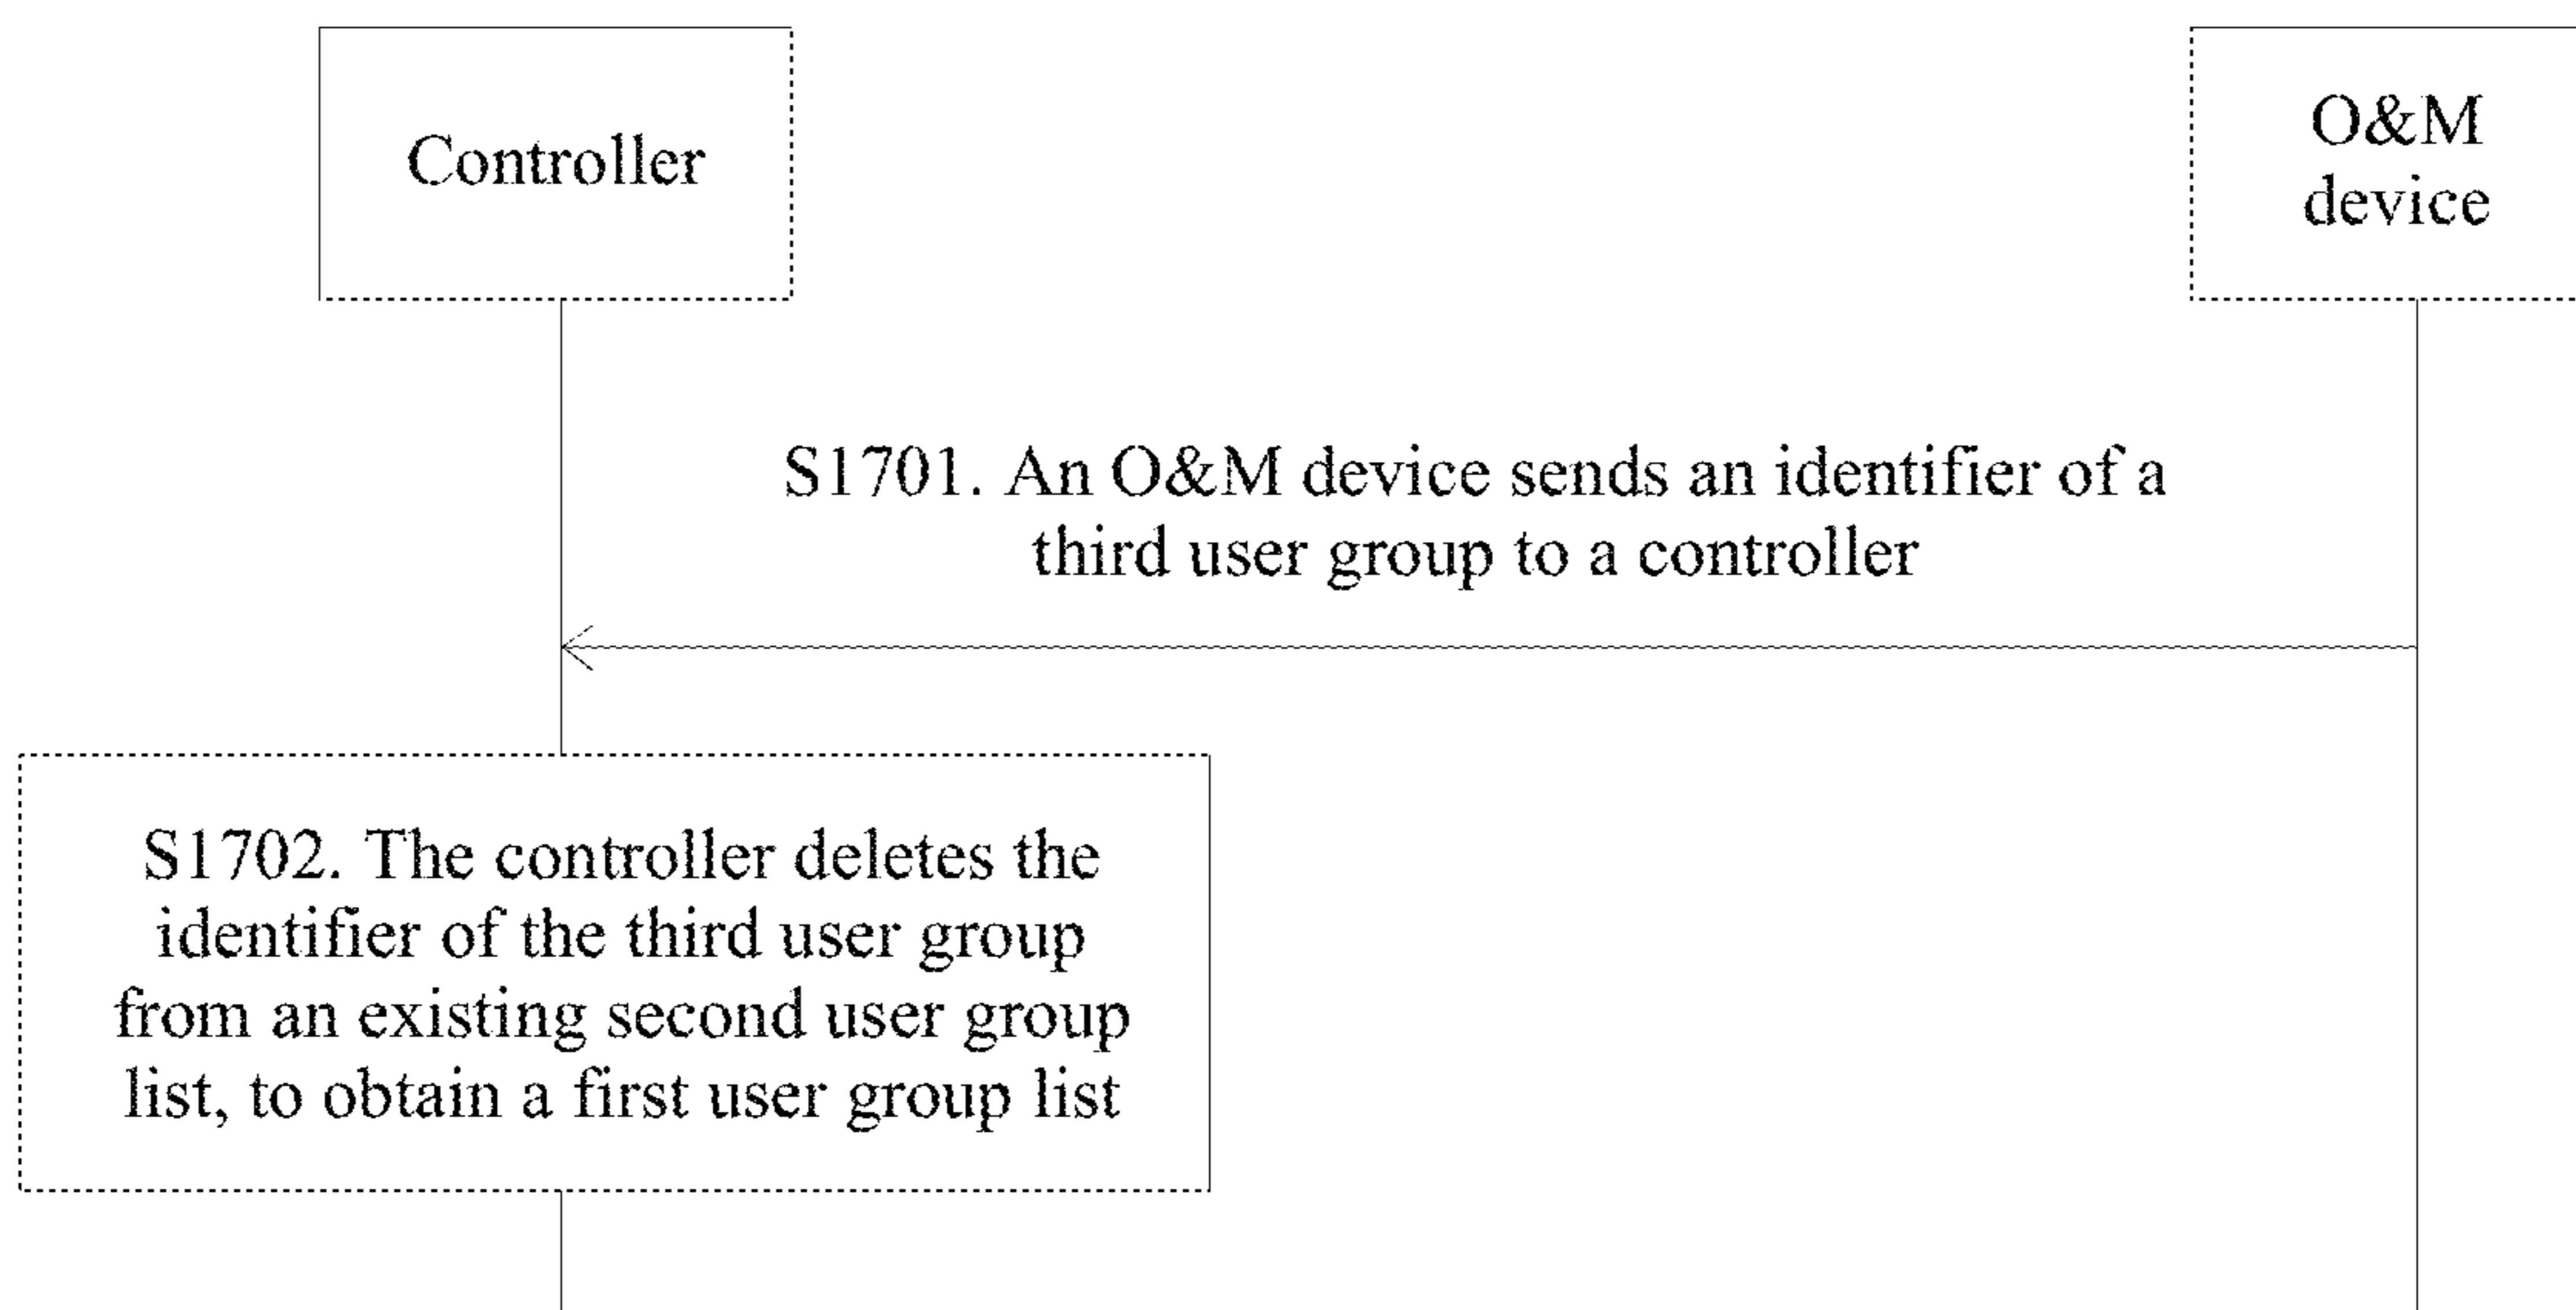 Controller
O&M
device
S1701. An O&M device sends an identifier of a
third user group to a controller
S1702. The controller deletes the
identifier of the third user group
from an existing second user group
list, to obtain a first user group list